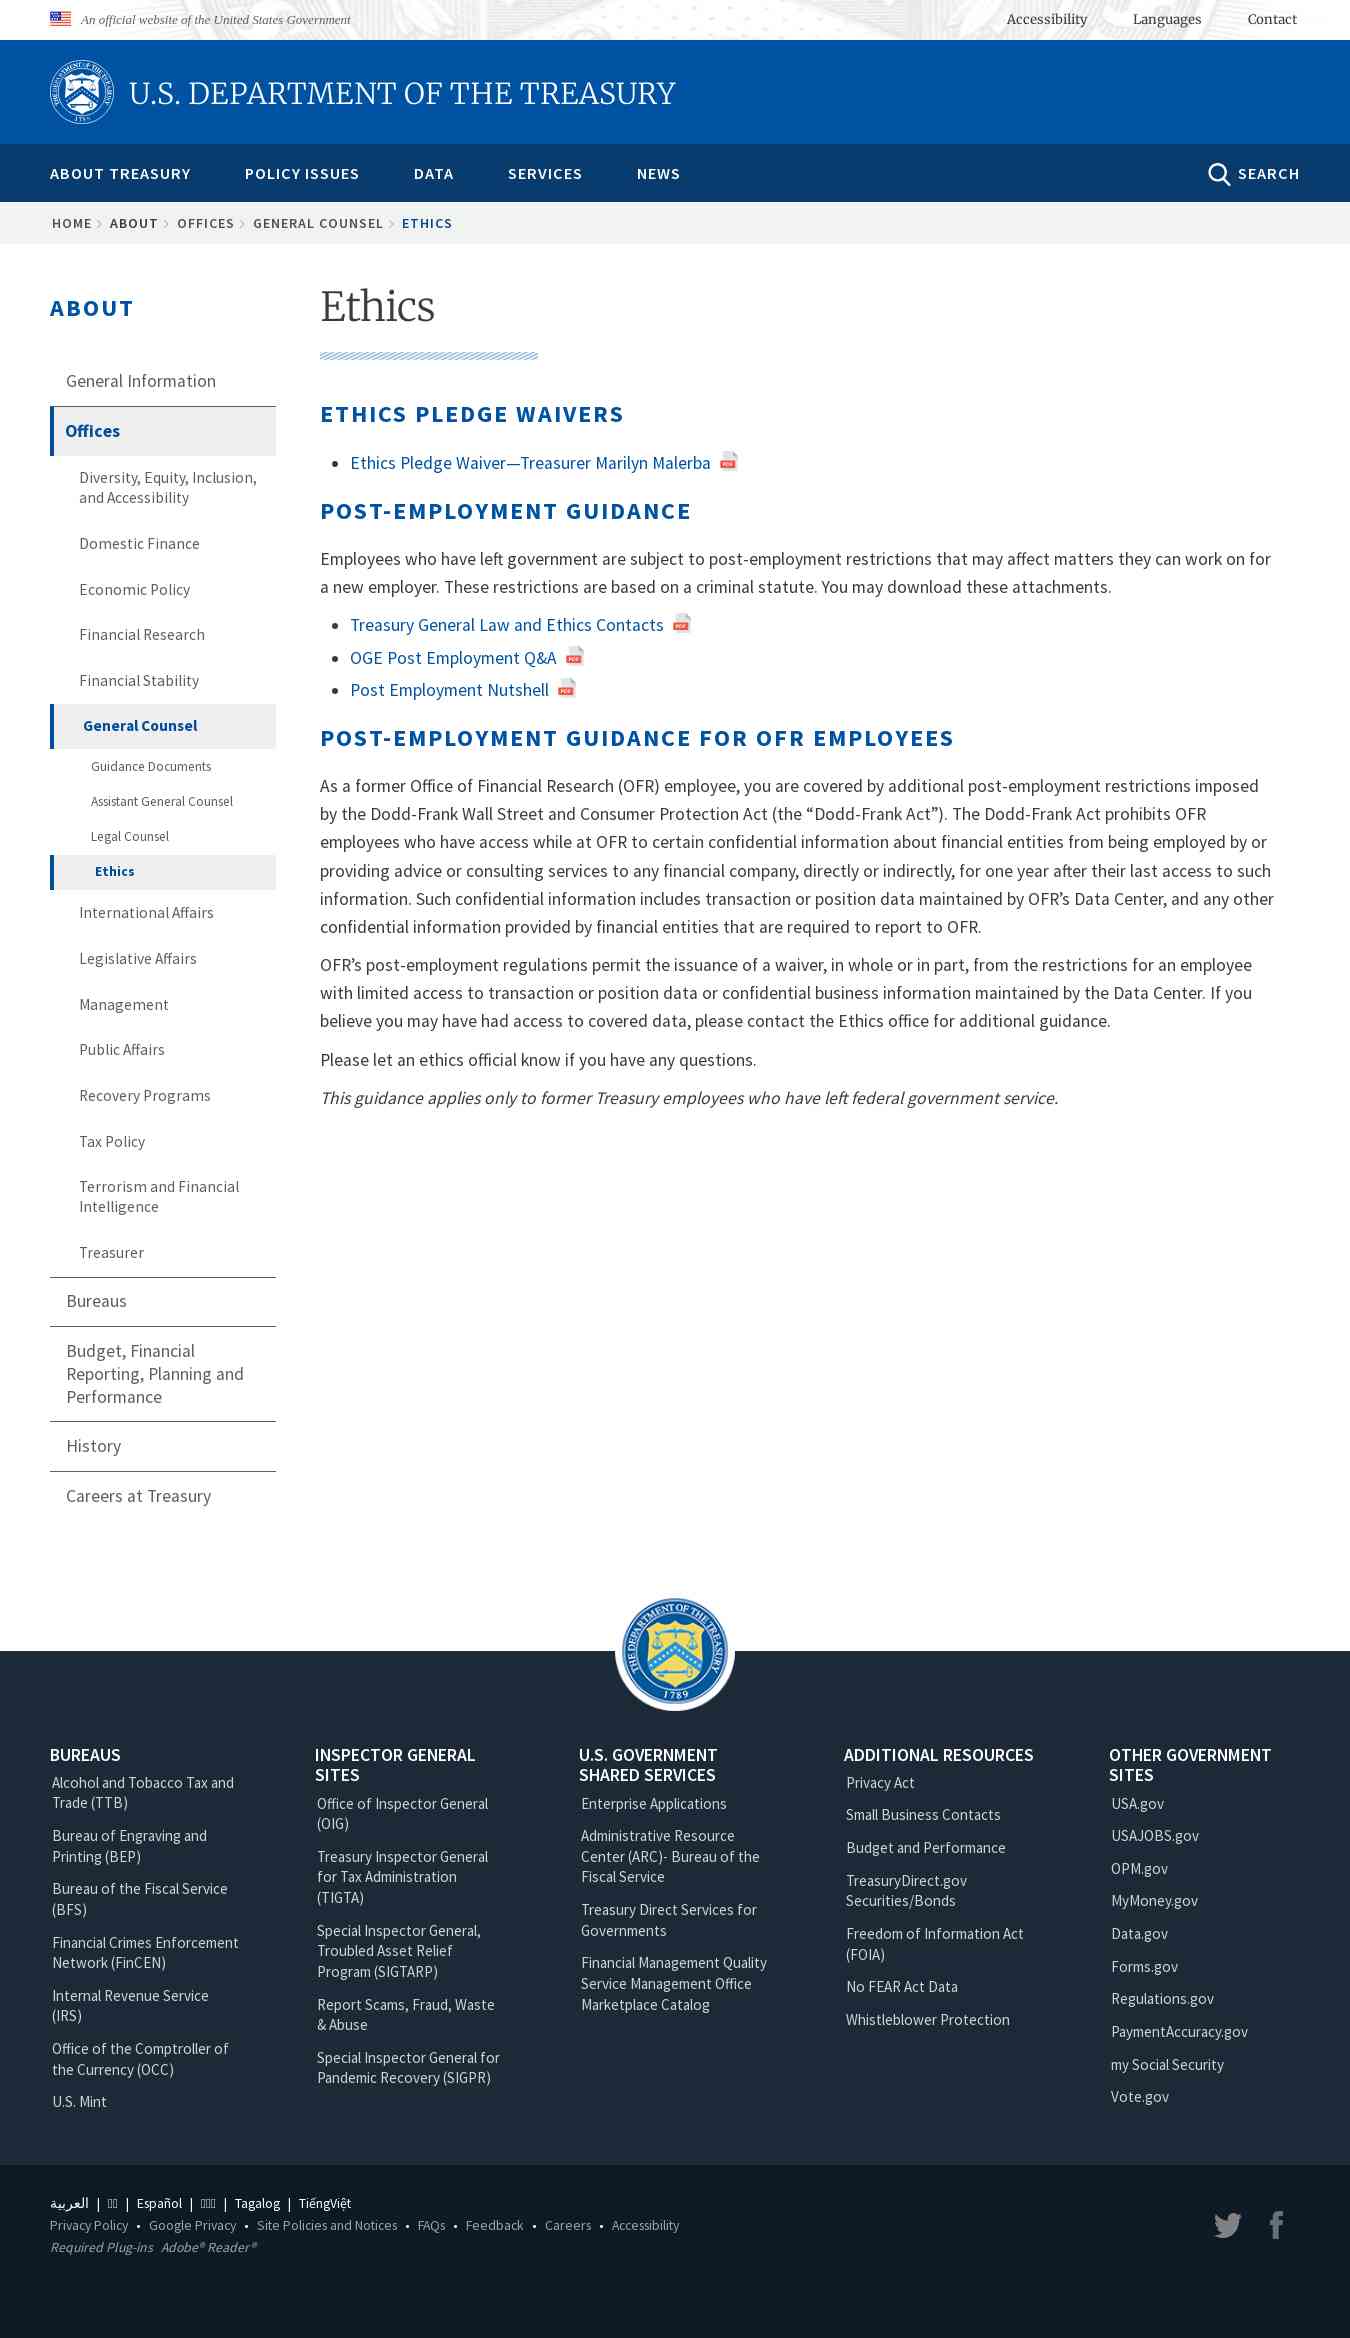 An official website of the United States Government
Accessibility
Languages
Contact
U.S. DEPARTMENT OF THE TREASURY
ABOUT TREASURY
POLICY ISSUES
DATA
SERVICES
NEWS
SEARCH
HOME
ABOUT
OFFICES
GENERAL COUNSEL
ETHICS
ABOUT
General Information
Offices
Diversity, Equity, Inclusion,
and Accessibility
Domestic Finance
Economic Policy
Financial Research
Financial Stability
General Counsel
Guidance Documents
Assistant General Counsel
Legal Counsel
Ethics
International Affairs
Legislative Affairs
Management
Public Affairs
Recovery Programs
Tax Policy
Terrorism and Financial
Intelligence
Treasurer
Bureaus
Budget, Financial
Reporting, Planning and
Performance
History
Careers at Treasury
Ethics
ETHICS PLEDGE WAIVERS
Ethics Pledge Waiver—Treasurer Marilyn Malerba
POST-EMPLOYMENT GUIDANCE
Employees who have left government are subject to post-employment restrictions that may affect matters they can work on for
a new employer. These restrictions are based on a criminal statute. You may download these attachments.
Treasury General Law and Ethics Contacts
OGE Post Employment Q&A
Post Employment Nutshell
POST-EMPLOYMENT GUIDANCE FOR OFR EMPLOYEES
As a former Office of Financial Research (OFR) employee, you are covered by additional post-employment restrictions imposed
by the Dodd-Frank Wall Street and Consumer Protection Act (the “Dodd-Frank Act”). The Dodd-Frank Act prohibits OFR
employees who have access while at OFR to certain confidential information about financial entities from being employed by or
providing advice or consulting services to any financial company, directly or indirectly, for one year after their last access to such
information. Such confidential information includes transaction or position data maintained by OFR’s Data Center, and any other
confidential information provided by financial entities that are required to report to OFR.
OFR’s post-employment regulations permit the issuance of a waiver, in whole or in part, from the restrictions for an employee
with limited access to transaction or position data or confidential business information maintained by the Data Center. If you
believe you may have had access to covered data, please contact the Ethics office for additional guidance.
Please let an ethics official know if you have any questions.
This guidance applies only to former Treasury employees who have left federal government service.
THE DEPARTMENT OF THE TREASURY
1789
BUREAUS
Alcohol and Tobacco Tax and
Trade (TTB)
Bureau of Engraving and
Printing (BEP)
Bureau of the Fiscal Service
(BFS)
Financial Crimes Enforcement
Network (FinCEN)
Internal Revenue Service
(IRS)
Office of the Comptroller of
the Currency (OCC)
U.S. Mint
INSPECTOR GENERAL
SITES
Office of Inspector General
(OIG)
Treasury Inspector General
for Tax Administration
(TIGTA)
Special Inspector General,
Troubled Asset Relief
Program (SIGTARP)
Report Scams, Fraud, Waste
& Abuse
Special Inspector General for
Pandemic Recovery (SIGPR)
U.S. GOVERNMENT
SHARED SERVICES
Enterprise Applications
Administrative Resource
Center (ARC)- Bureau of the
Fiscal Service
Treasury Direct Services for
Governments
Financial Management Quality
Service Management Office
Marketplace Catalog
ADDITIONAL RESOURCES
Privacy Act
Small Business Contacts
Budget and Performance
TreasuryDirect.gov
Securities/Bonds
Freedom of Information Act
(FOIA)
No FEAR Act Data
Whistleblower Protection
OTHER GOVERNMENT
SITES
USA.gov
USAJOBS.gov
OPM.gov
MyMoney.gov
Data.gov
Forms.gov
Regulations.gov
PaymentAccuracy.gov
my Social Security
Vote.gov
العربية | | Español | | Tagalog | TiếngViệt
Privacy Policy • Google Privacy • Site Policies and Notices • FAQs • Feedback • Careers • Accessibility
Required Plug-ins Adobe® Reader®